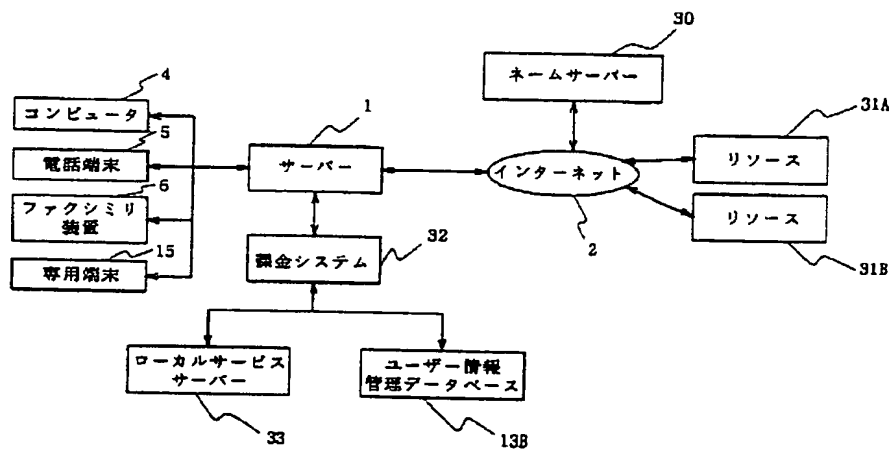 30
ネームサーバー
4
コンピュータ
5
電話端末
6
ファクシミリ
装置
15
専用端末
1
サーバー
インターネット
2
31A
リソース
リソース
31B
32
課金システム
ローカルサービス
サーバー
33
ユーザー情報
管理データベース
13B